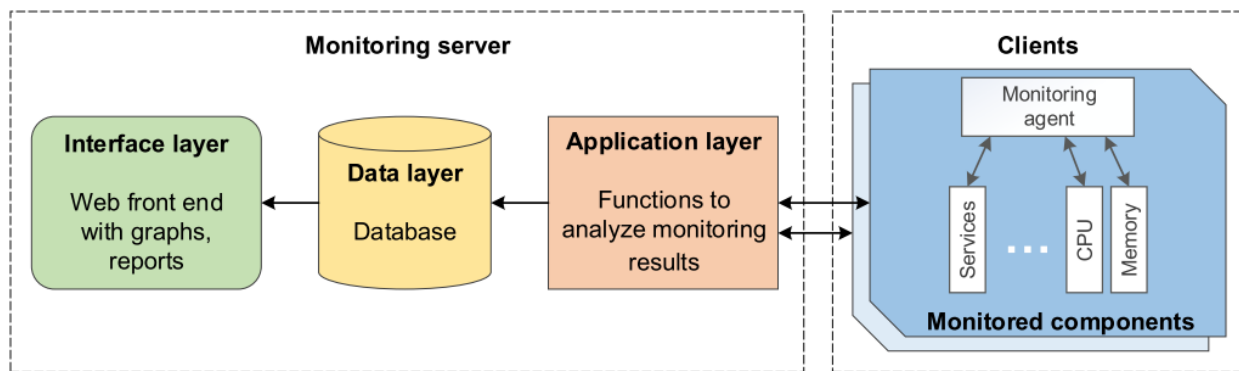 Monitoring server
Interface layer
Web front end
with graphs,
reports
Data layer
Database
Application layer
Functions to
analyze monitoring
results
Clients
Monitoring
agent
Services
...
CPU
Memory
Monitored components